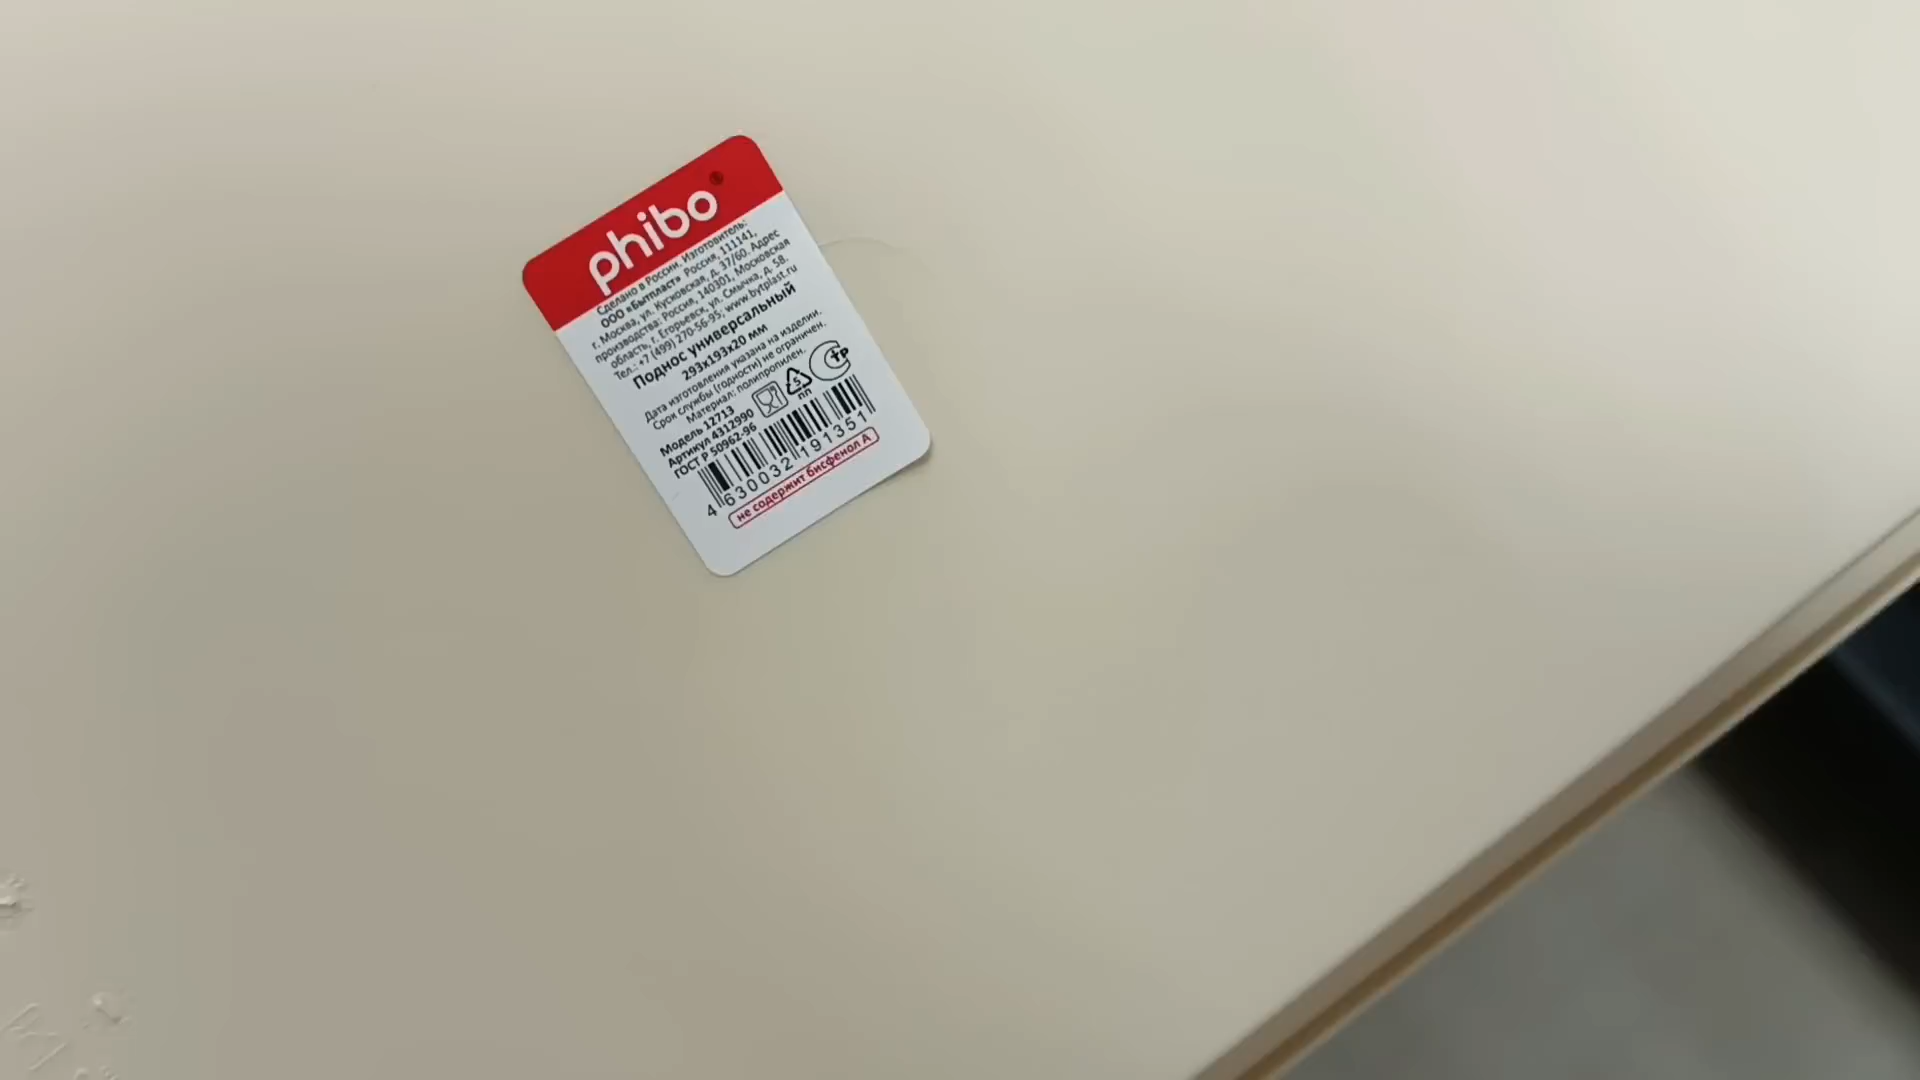 phibo
Сделано в России. Изготовитель:
ООО «Бытпласт» Россия, 111141,
г. Москва, ул. Кусковская, д. 37/60. Адрес
производства: Россия, 140301, Московская
область, г. Егорьевск, ул. Смычка, д. 58.
Тел.: +7 (499) 270-56-95; www.bytplast.ru
Поднос универсальный
293х193х20 мм
Дата изготовления указана на изделии.
Срок службы (годности) не ограничен.
Материал: полипропилен.
Модель 12713
Артикул 4312990
ГОСТ Р 50962-96
5
ПП
4 630032 191351
не содержит бисфенол А